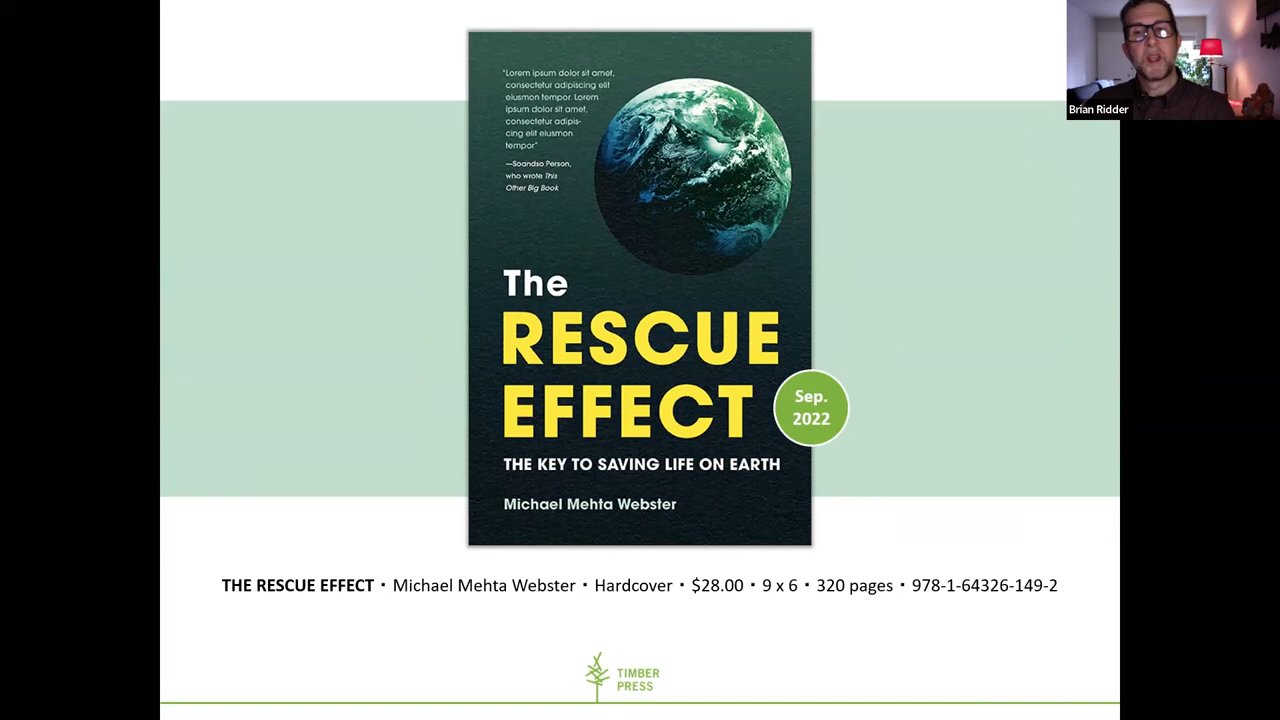 "Lorem ipsum dolor sit amet,
consectetur adipiscing elit
eiusmon tempor. Lorem
ipsum dolor sit amet,
consectetur adipis-
cing elit eiusmon
tempor"
—Soandso Person,
who wrote This
Other Big Book
The
RESCUE
EFFECT
THE KEY TO SAVING LIFE ON EARTH
Michael Mehta Webster
Sep.
2022
Brian Ridder
THE RESCUE EFFECT ▪ Michael Mehta Webster ▪ Hardcover ▪ $28.00 ▪ 9 x 6 ▪ 320 pages ▪ 978-1-64326-149-2
TIMBER
PRESS